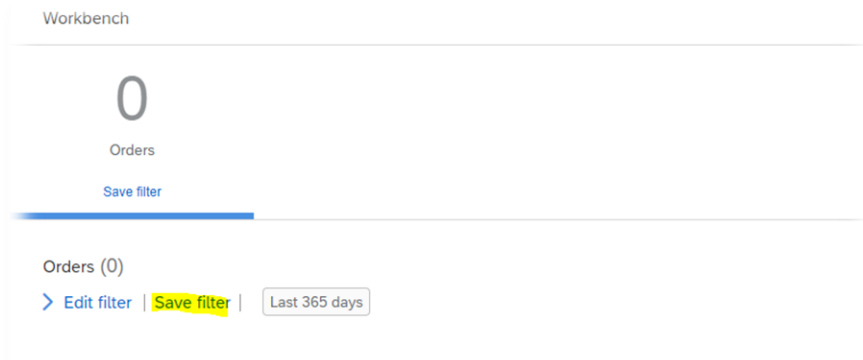 Workbench
0
Orders
Save filter
Orders (0)
Edit filter | Save filter | Last 365 days